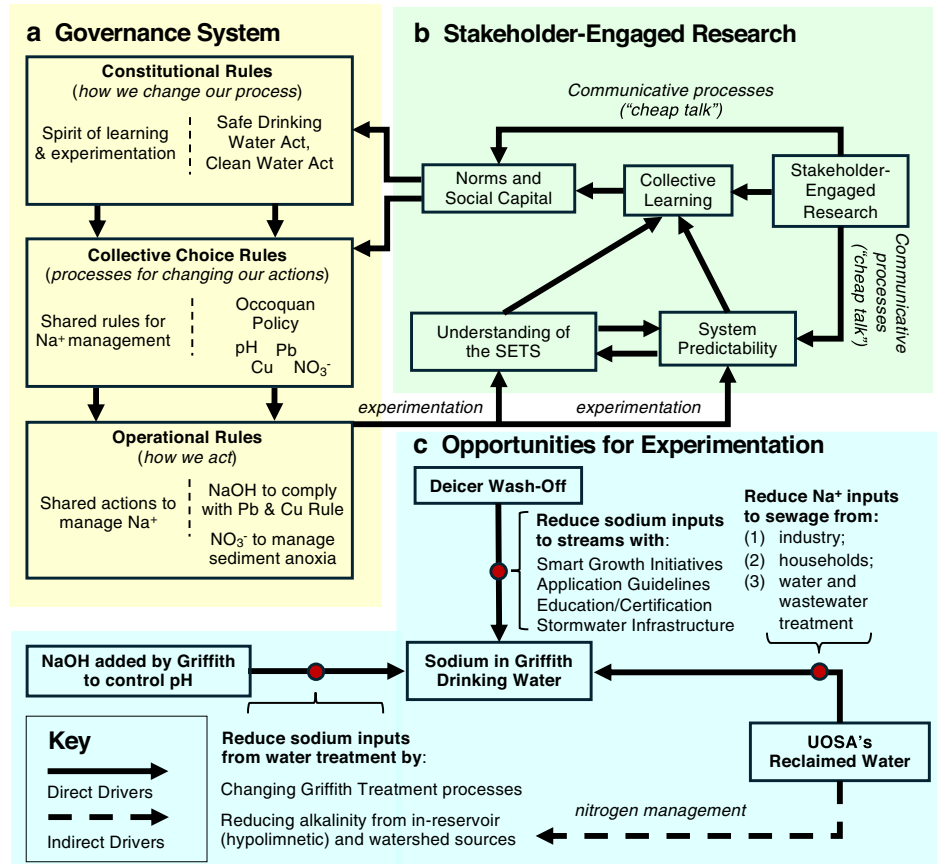 a Governance System
Constitutional Rules
(how we change our process)
Spirit of learning
& experimentation
Safe Drinking
Water Act,
Clean Water Act
Collective Choice Rules
(processes for changing our actions)
Shared rules for
Na⁺ management
Occoquan
Policy
pH Pb
Cu NO₃⁻
Operational Rules
(how we act)
Shared actions to
manage Na⁺
NaOH to comply
with Pb & Cu Rule
NO₃⁻ to manage
sediment anoxia
b Stakeholder-Engaged Research
Communicative processes
(“cheap talk”)
Norms and
Social Capital
Collective
Learning
Stakeholder-
Engaged
Research
Communicative
processes
(“cheap talk”)
Understanding of
the SETS
System
Predictability
experimentation
experimentation
c Opportunities for Experimentation
Deicer Wash-Off
Reduce sodium inputs
to streams with:
Smart Growth Initiatives
Application Guidelines
Education/Certification
Stormwater Infrastructure
Reduce Na⁺ inputs
to sewage from:
(1) industry;
(2) households;
(3) water and
wastewater
treatment
NaOH added by Griffith
to control pH
Sodium in Griffith
Drinking Water
UOSA’s
Reclaimed Water
Reduce sodium inputs
from water treatment by:
Changing Griffith Treatment processes
Reducing alkalinity from in-reservoir
(hypolimnetic) and watershed sources
nitrogen management
Key
Direct Drivers
Indirect Drivers